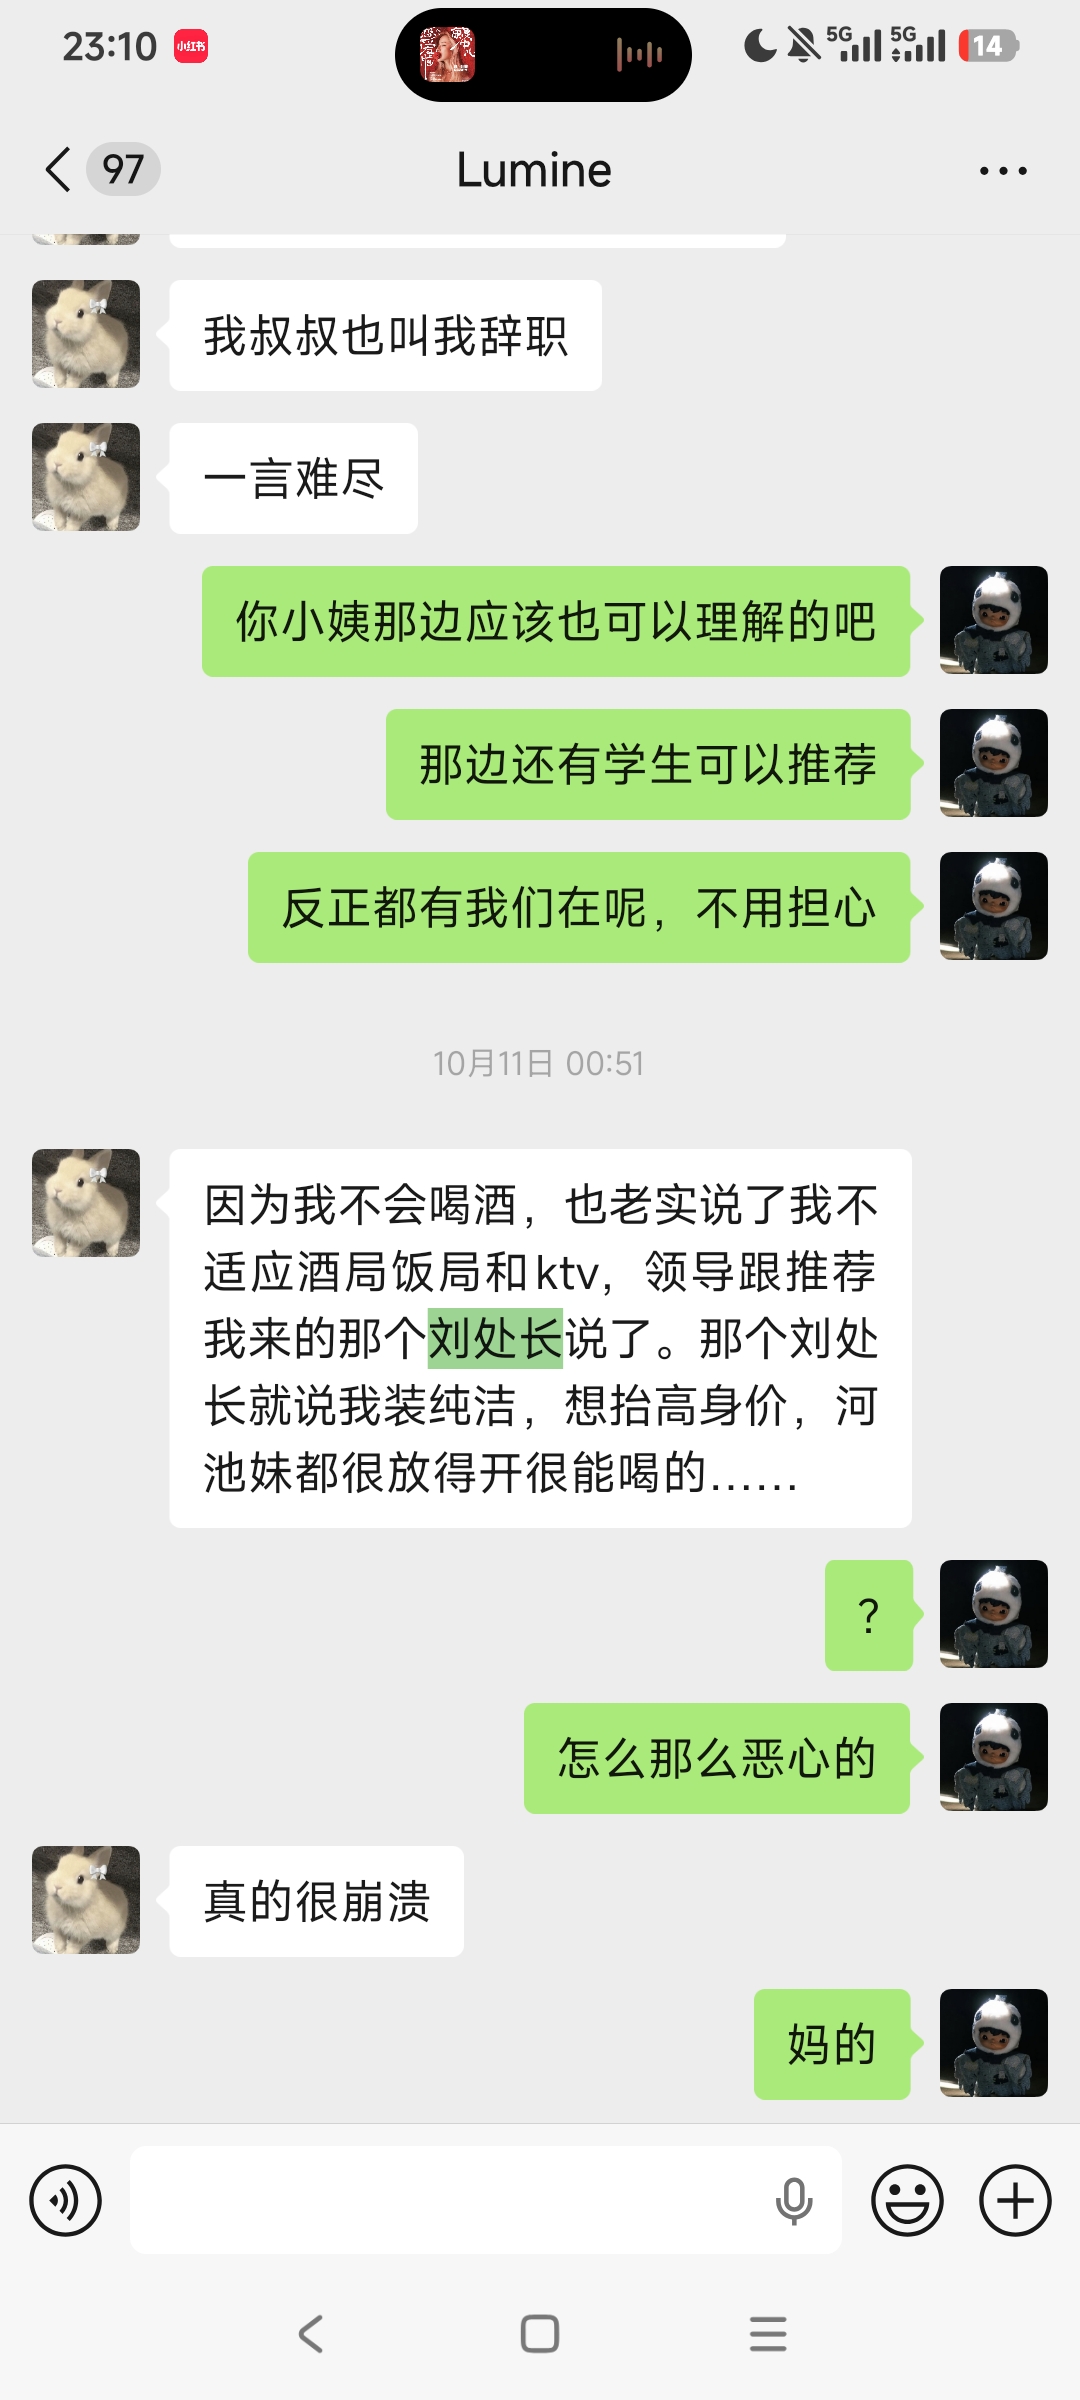 23:10
小红书
5G
5G
14
97
Lumine
我叔叔也叫我辞职
一言难尽
你小姨那边应该也可以理解的吧
那边还有学生可以推荐
反正都有我们在呢，不用担心
10月11日 00:51
因为我不会喝酒，也老实说了我不
适应酒局饭局和ktv，领导跟推荐
我来的那个刘处长说了。那个刘处
长就说我装纯洁，想抬高身价，河
池妹都很放得开很能喝的……
？
怎么那么恶心的
真的很崩溃
妈的